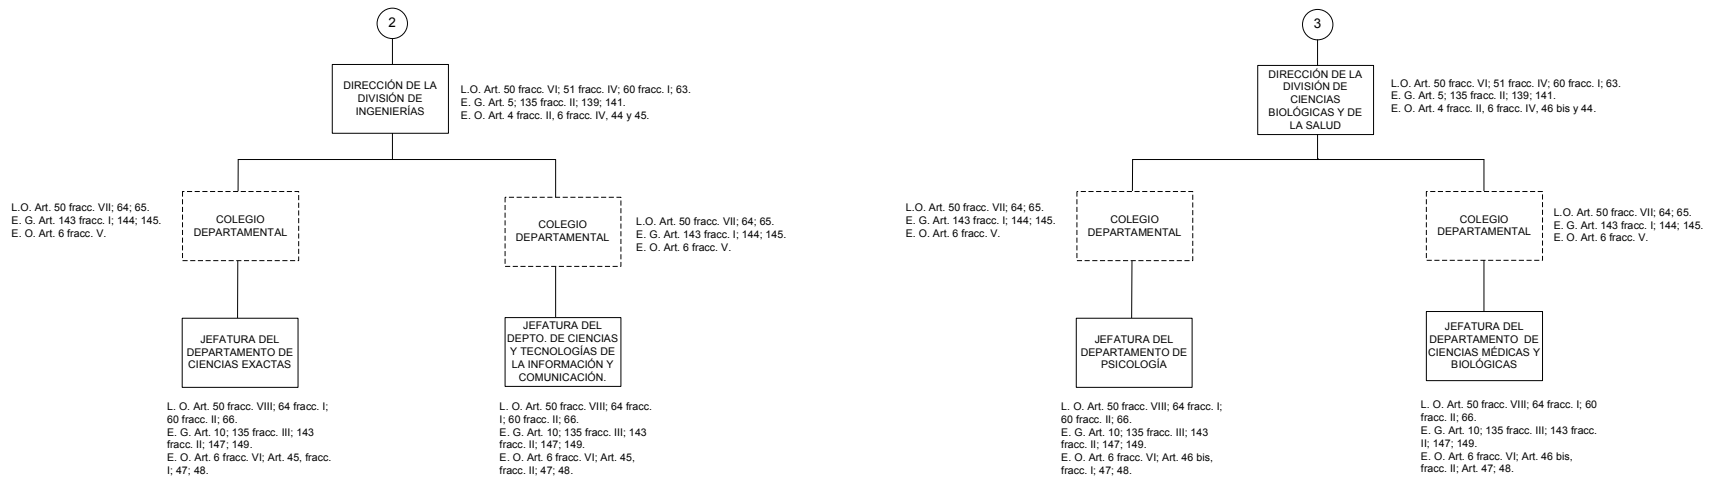 2
DIRECCIÓN DE LA
DIVISIÓN DE
INGENIERÍAS
L.O. Art. 50 fracc. VI; 51 fracc. IV; 60 fracc. I; 63.
E. G. Art. 5; 135 fracc. II; 139; 141.
E. O. Art. 4 fracc. II, 6 fracc. IV, 44 y 45.
L.O. Art. 50 fracc. VII; 64; 65.
E. G. Art. 143 fracc. I; 144; 145.
E. O. Art. 6 fracc. V.
COLEGIO
DEPARTAMENTAL
COLEGIO
DEPARTAMENTAL
L.O. Art. 50 fracc. VII; 64; 65.
E. G. Art. 143 fracc. I; 144; 145.
E. O. Art. 6 fracc. V.
JEFATURA DEL
DEPARTAMENTO DE
CIENCIAS EXACTAS
L. O. Art. 50 fracc. VIII; 64 fracc. I;
60 fracc. II; 66.
E. G. Art. 10; 135 fracc. III; 143
fracc. II; 147; 149.
E. O. Art. 6 fracc. VI; Art. 45, fracc.
I; 47; 48.
JEFATURA DEL
DEPTO. DE CIENCIAS
Y TECNOLOGÍAS DE
LA INFORMACIÓN Y
COMUNICACIÓN.
L. O. Art. 50 fracc. VIII; 64 fracc.
I; 60 fracc. II; 66.
E. G. Art. 10; 135 fracc. III; 143
fracc. II; 147; 149.
E. O. Art. 6 fracc. VI; Art. 45,
fracc. II; 47; 48.
3
DIRECCIÓN DE LA
DIVISIÓN DE
CIENCIAS
BIOLÓGICAS Y DE
LA SALUD
L.O. Art. 50 fracc. VI; 51 fracc. IV; 60 fracc. I; 63.
E. G. Art. 5; 135 fracc. II; 139; 141.
E. O. Art. 4 fracc. II, 6 fracc. IV, 46 bis y 44.
L.O. Art. 50 fracc. VII; 64; 65.
E. G. Art. 143 fracc. I; 144; 145.
E. O. Art. 6 fracc. V.
COLEGIO
DEPARTAMENTAL
COLEGIO
DEPARTAMENTAL
L.O. Art. 50 fracc. VII; 64; 65.
E. G. Art. 143 fracc. I; 144; 145.
E. O. Art. 6 fracc. V.
JEFATURA DEL
DEPARTAMENTO DE
PSICOLOGÍA
L. O. Art. 50 fracc. VIII; 64 fracc. I;
60 fracc. II; 66.
E. G. Art. 10; 135 fracc. III; 143
fracc. II; 147; 149.
E. O. Art. 6 fracc. VI; Art. 46 bis,
fracc. I; 47; 48.
JEFATURA DEL
DEPARTAMENTO DE
CIENCIAS MÉDICAS Y
BIOLÓGICAS
L. O. Art. 50 fracc. VIII; 64 fracc. I; 60
fracc. II; 66.
E. G. Art. 10; 135 fracc. III; 143 fracc.
II; 147; 149.
E. O. Art. 6 fracc. VI; Art. 46 bis,
fracc. II; Art. 47; 48.